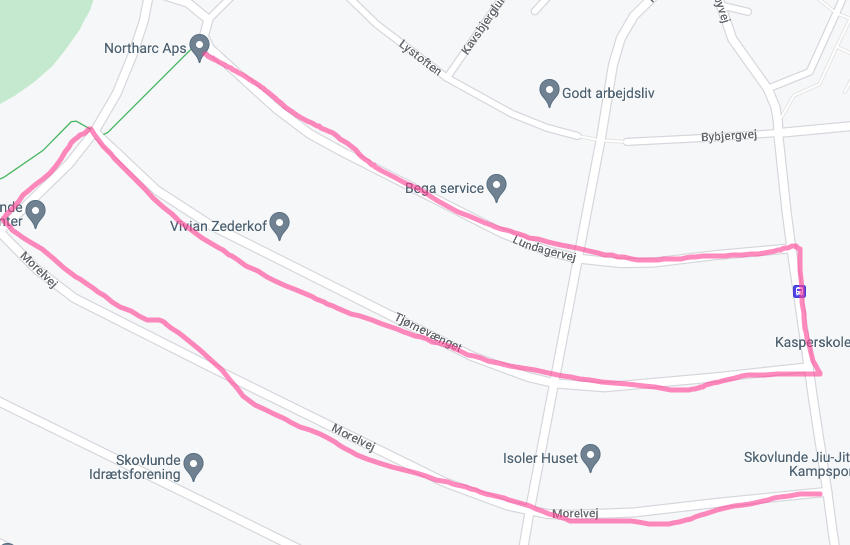 Northarc Aps
Lystoften
Godt arbejdsliv
Bybjergvej
Bega service
Vivian Zederkof
Lundagervej
Morelvej
Tjørnevænget
Kasperskole
Morelvej
Skovlunde
Idrætsforening
Isoler Huset
Skovlunde Jiu-Jit
Kampspor
Morelvej